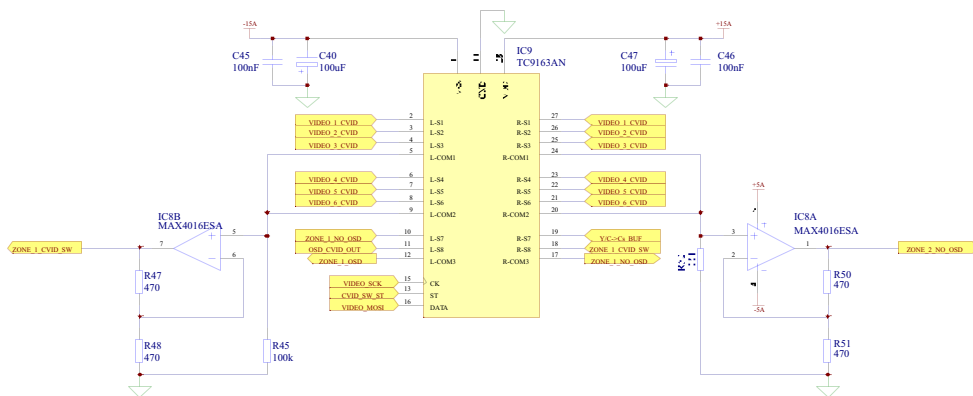 -15A
+15A
C45
100nF
C40
100uF
+
IC9
TC9163AN
C47
100uF
+
C46
100nF
GND
VIDEO_1_CVID
2
L-S1
R-S1
27
VIDEO_1_CVID
VIDEO_2_CVID
3
L-S2
R-S2
26
VIDEO_2_CVID
VIDEO_3_CVID
4
L-S3
R-S3
25
VIDEO_3_CVID
5
L-COM1
R-COM1
24
VIDEO_4_CVID
6
L-S4
R-S4
23
VIDEO_4_CVID
VIDEO_5_CVID
7
L-S5
R-S5
22
VIDEO_5_CVID
VIDEO_6_CVID
8
L-S6
R-S6
21
VIDEO_6_CVID
9
L-COM2
R-COM2
20
+5A
IC8B
MAX4016ESA
IC8A
MAX4016ESA
ZONE_1_CVID_SW
7
5
6
ZONE_1_NO_OSD
10
L-S7
R-S7
19
Y/C->Cs_BUF
OSD_CVID_OUT
11
L-S8
R-S8
18
ZONE_1_CVID_SW
ZONE_1_OSD
12
L-COM3
R-COM3
17
ZONE_1_NO_OSD
3
2
1
ZONE_2_NO_OSD
VIDEO_SCK
15
CK
CVID_SW_ST
13
ST
VIDEO_MOSI
16
DATA
R47
470
R50
470
-5A
R48
470
R45
100k
R51
470